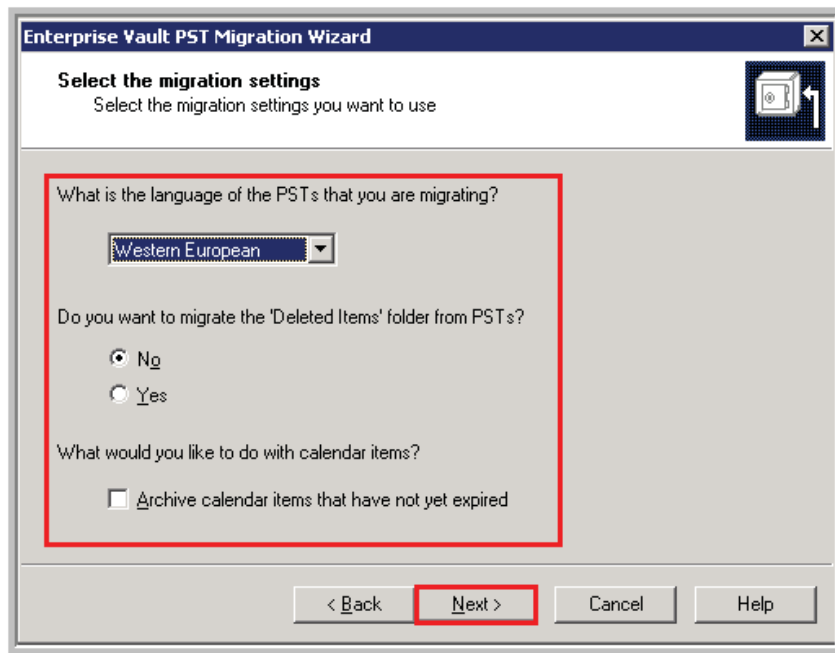 Enterprise Vault PST Migration Wizard
Select the migration settings
Select the migration settings you want to use
What is the language of the PSTs that you are migrating?
Western European
Do you want to migrate the 'Deleted Items' folder from PSTs?
No
Yes
What would you like to do with calendar items?
Archive calendar items that have not yet expired
< Back Next > Cancel Help